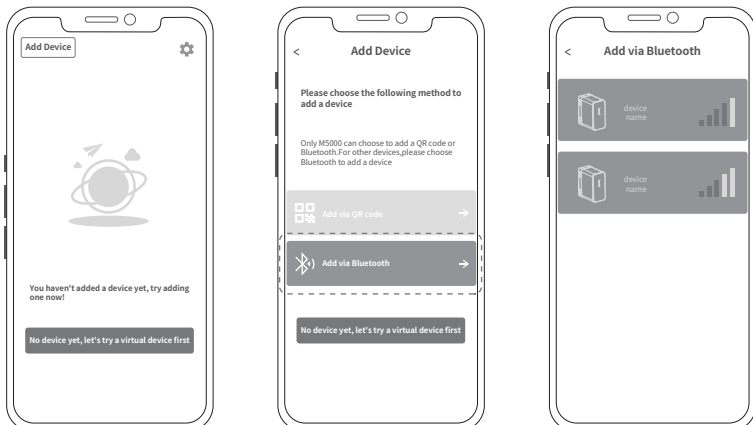 Add Device
You haven't added a device yet, try adding
one now!
No device yet, let's try a virtual device first
<
Add Device
Please choose the following method to
add a device
Only M5000 can choose to add a QR code or
Bluetooth.For other devices,please choose
Bluetooth to add a device
Add via QR code
Add via Bluetooth
No device yet, let's try a virtual device first
<
Add via Bluetooth
device
name
device
name